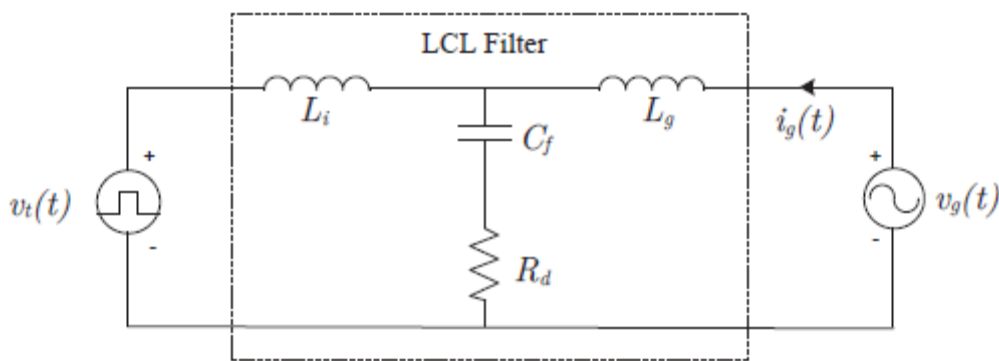 LCL Filter
L_i
L_g
i_g(t)
C_f
+
+
v_t(t)
v_g(t)
-
-
R_d